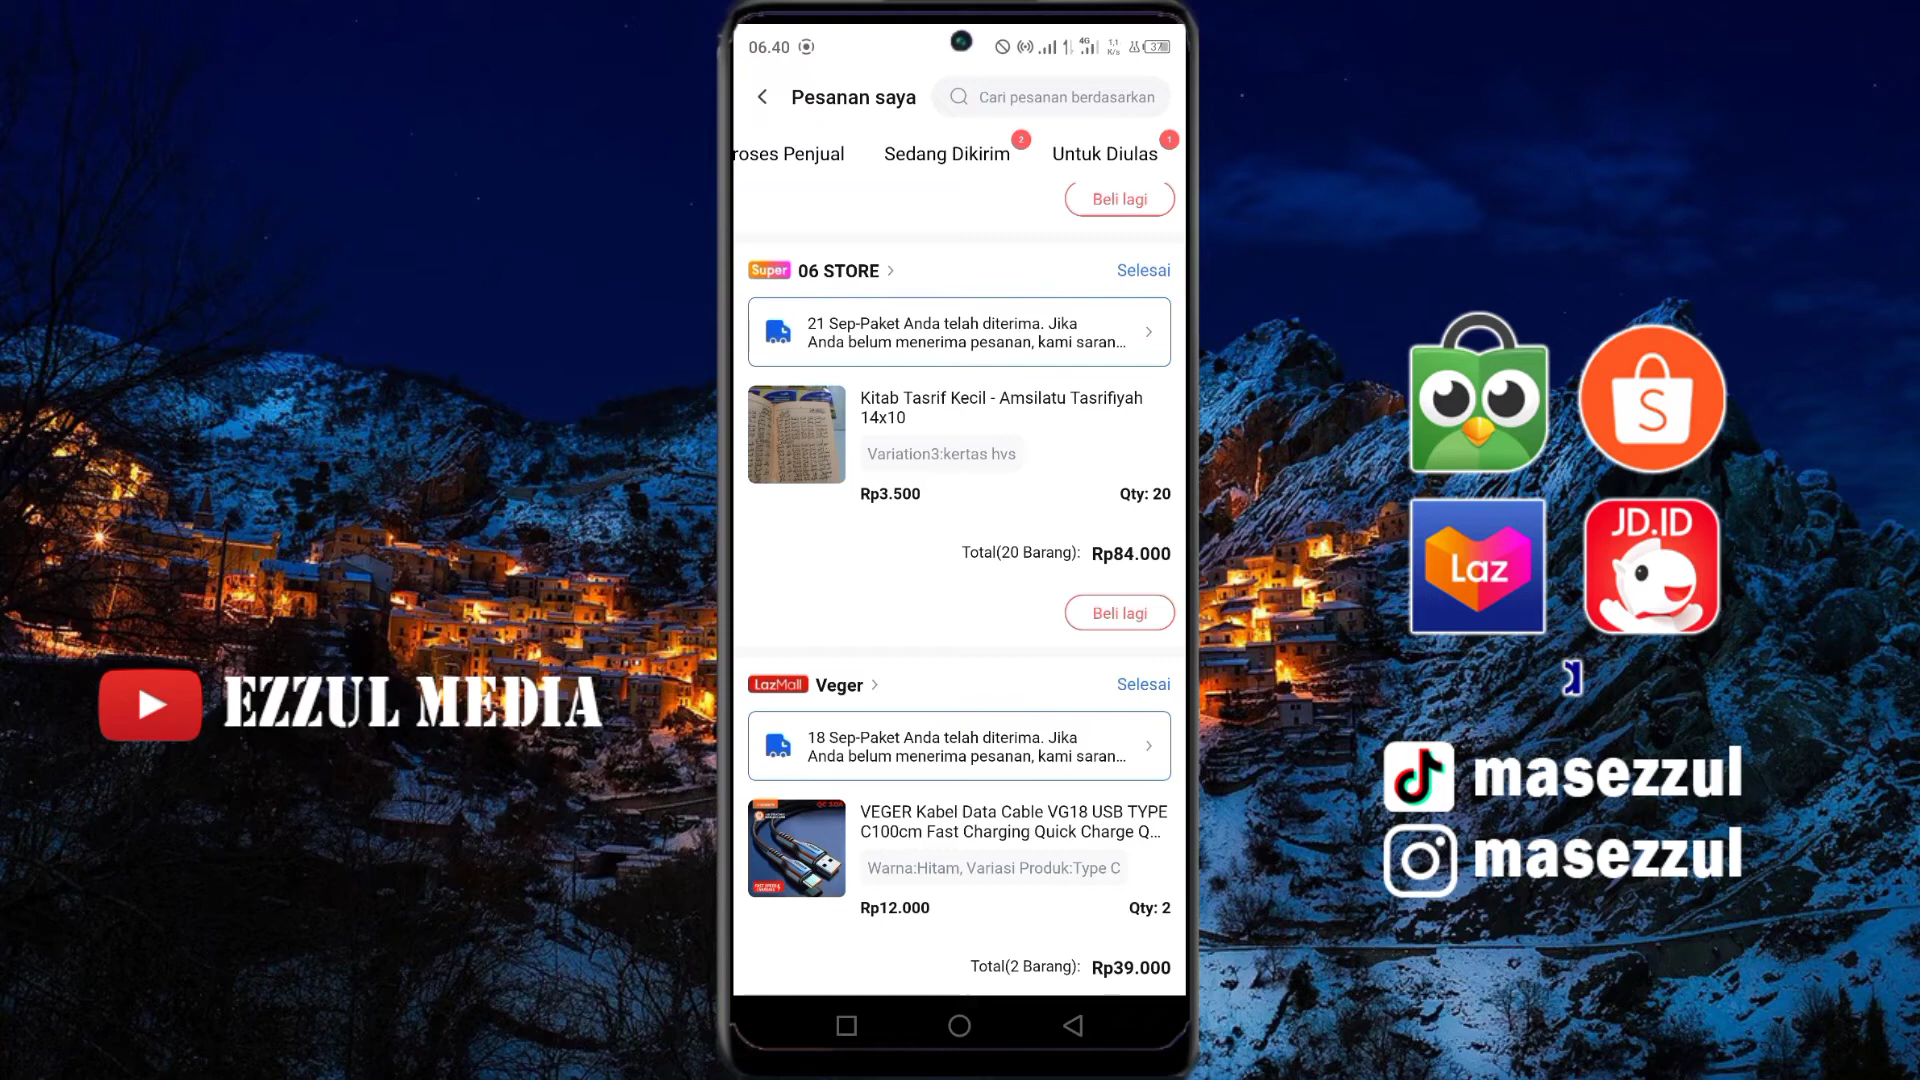 06.40
4G
1,1
K/s
37
Pesanan saya
Cari pesanan berdasarkan
roses Penjual
Sedang Dikirim
2
Untuk Diulas
1
Beli lagi
Super
06 STORE
Selesai
21 Sep-Paket Anda telah diterima. Jika
Anda belum menerima pesanan, kami saran...
Kitab Tasrif Kecil - Amsilatu Tasrifiyah
14x10
Variation3:kertas hvs
Rp3.500
Qty: 20
Total(20 Barang): Rp84.000
Beli lagi
LazMall
Veger
Selesai
18 Sep-Paket Anda telah diterima. Jika
Anda belum menerima pesanan, kami saran...
VEGER Kabel Data Cable VG18 USB TYPE
C100cm Fast Charging Quick Charge Q...
Warna:Hitam, Variasi Produk:Type C
Rp12.000
Qty: 2
Total(2 Barang): Rp39.000
EZZUL MEDIA
S
Laz
JD.ID
masezzul
masezzul